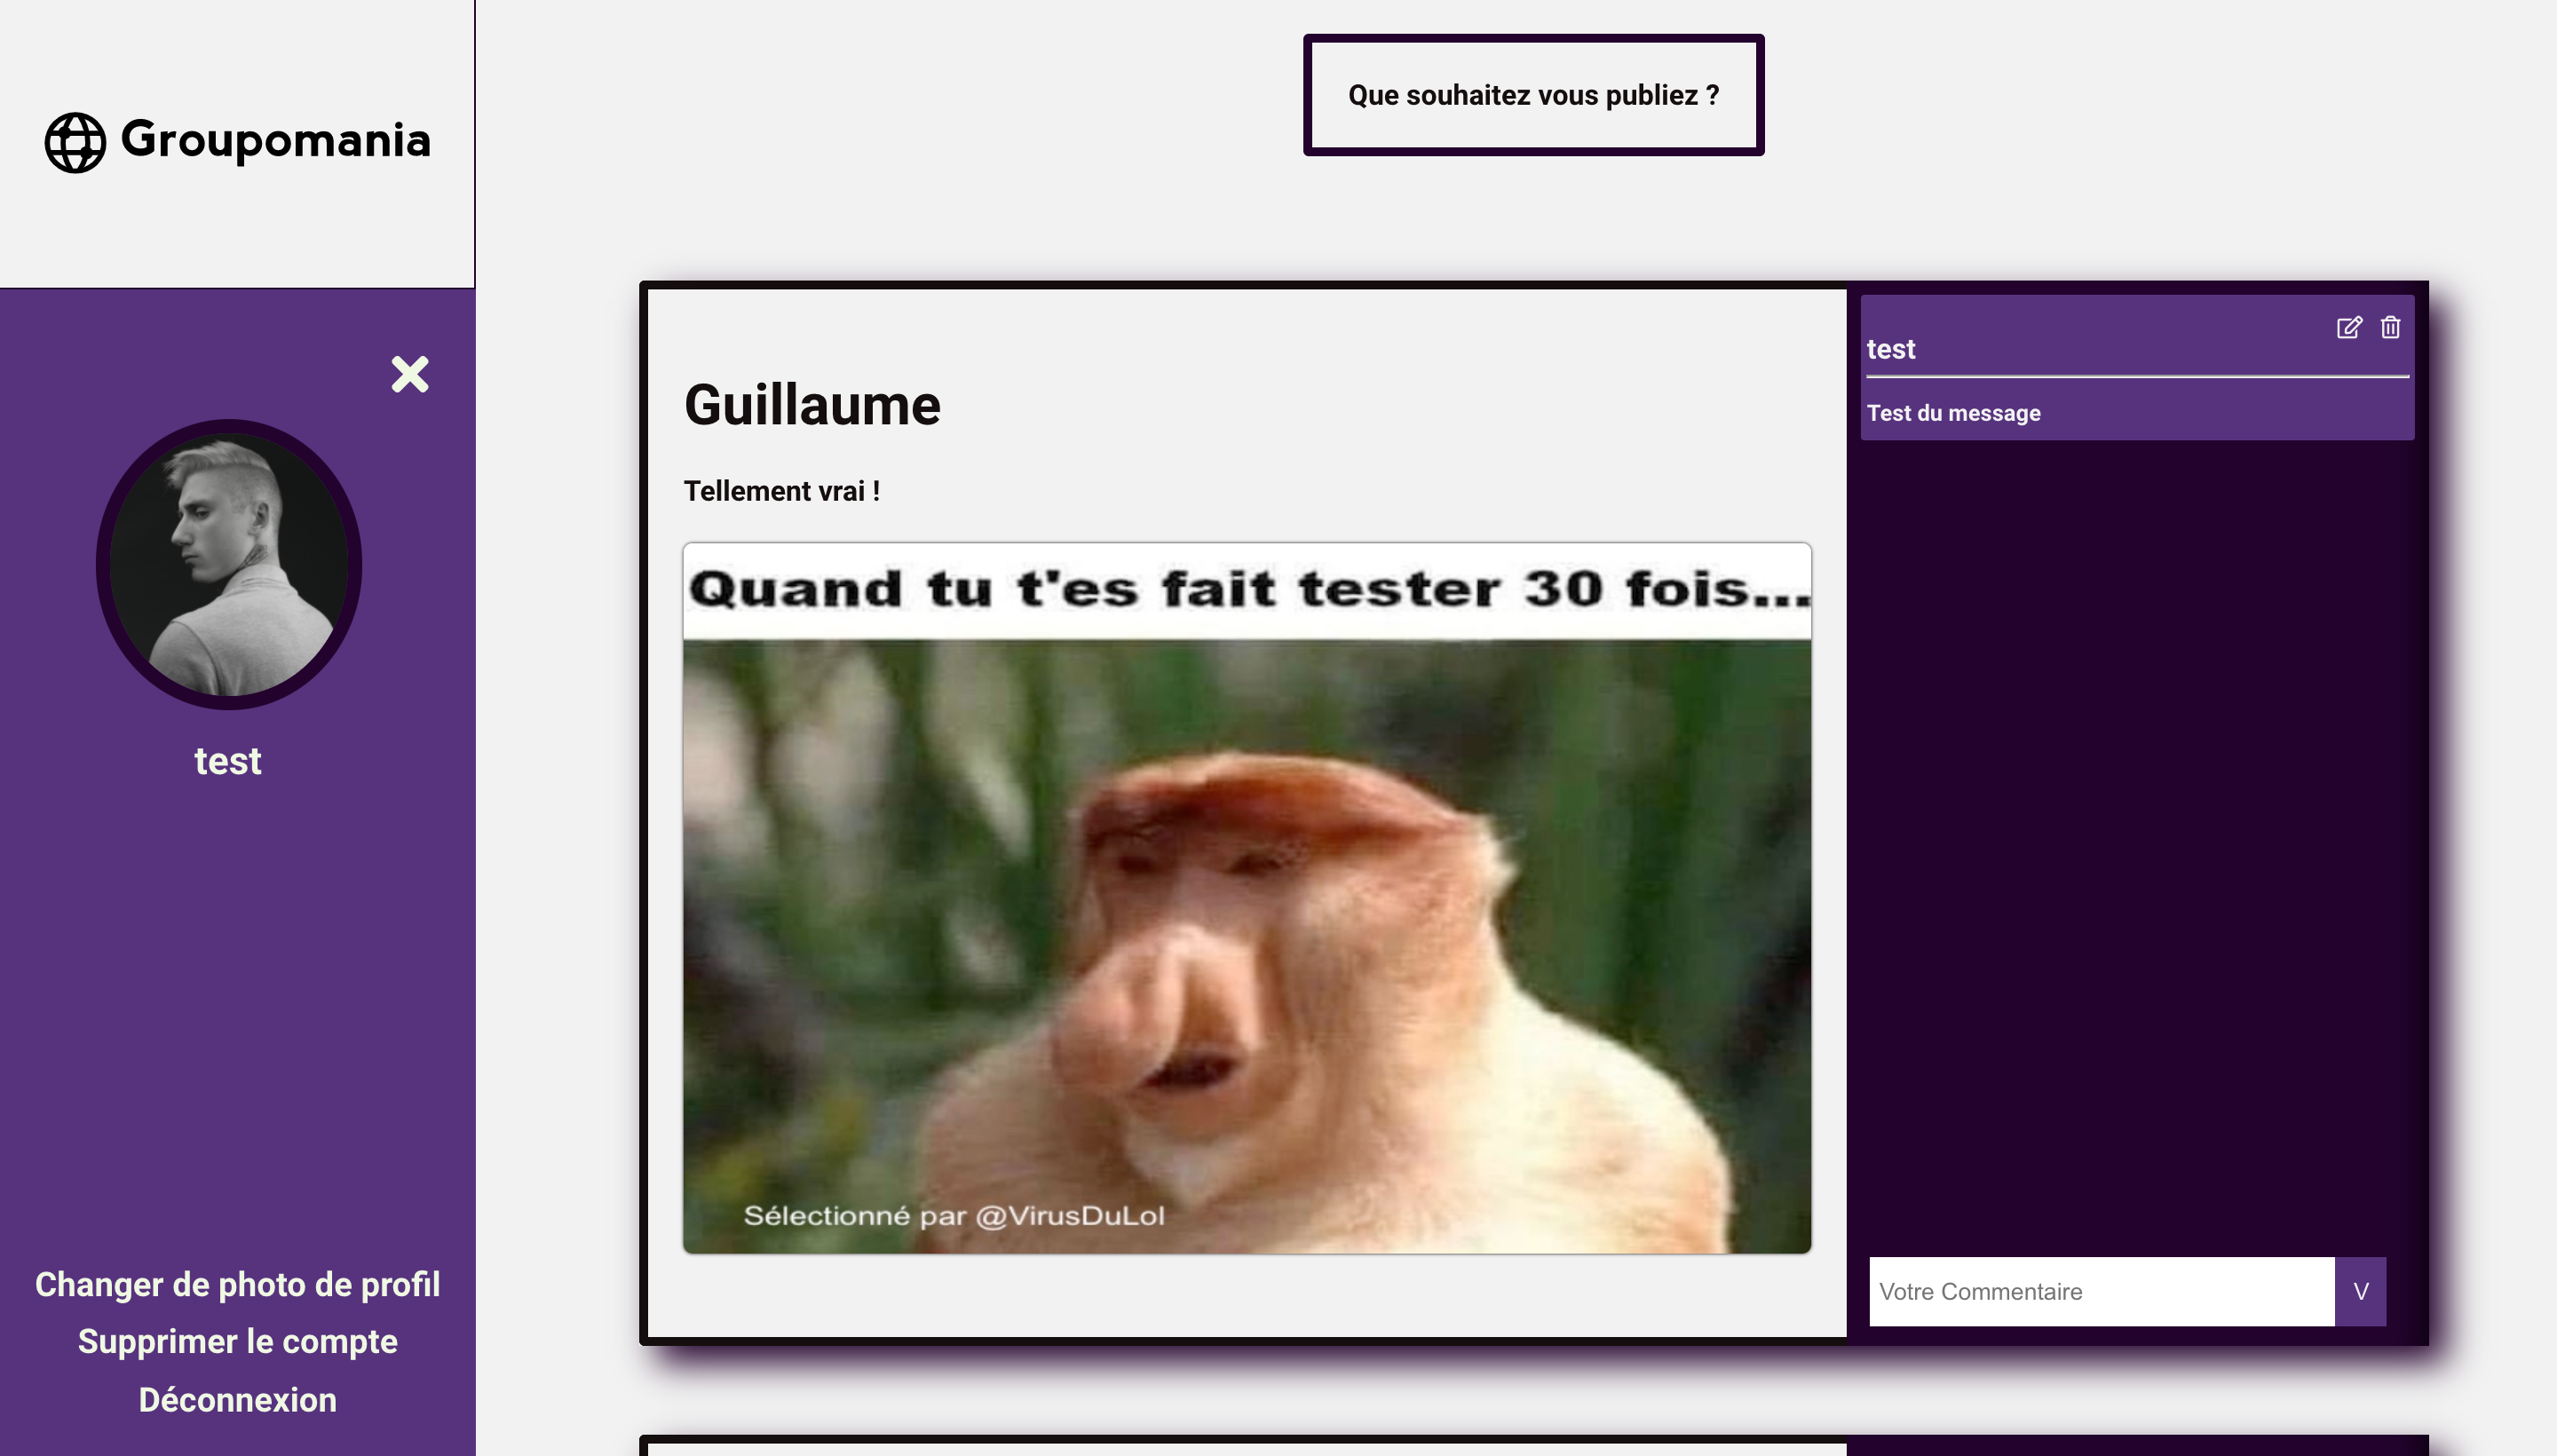 Groupomania
test
Changer de photo de profil
Supprimer le compte
Déconnexion
Que souhaitez vous publiez ?
Guillaume
Tellement vrai !
Quand tu t'es fait tester 30 fois...
Sélectionné par @VirusDuLol
test
Test du message
Votre Commentaire
V